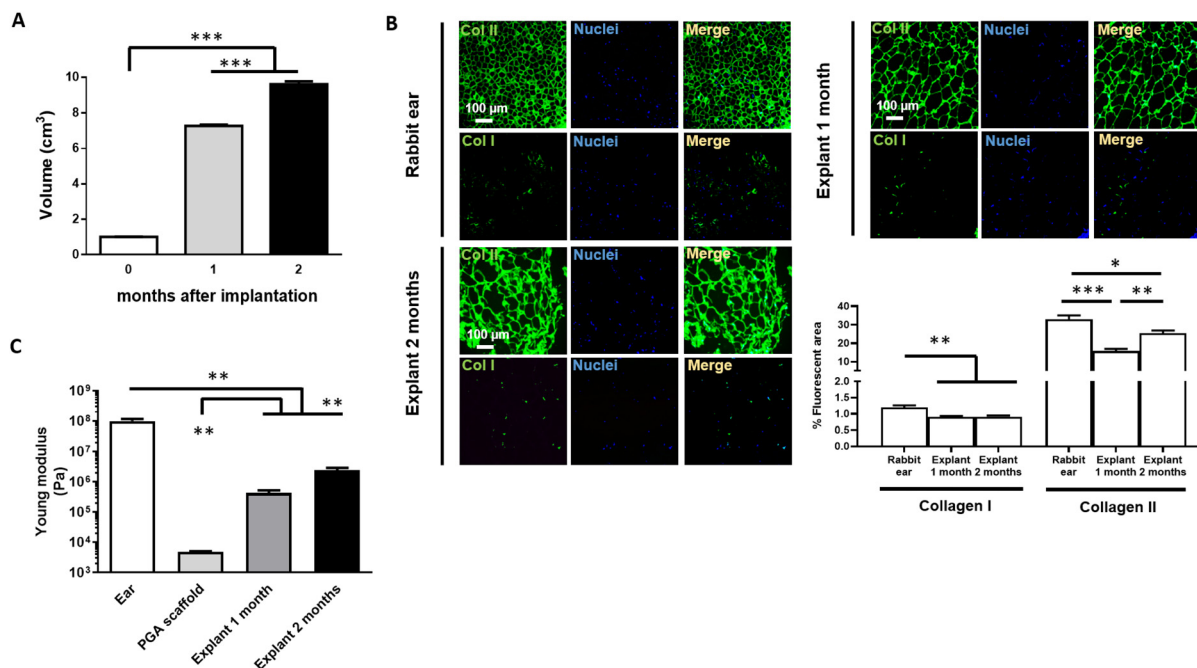 A
***
***
10
8
6
4
2
0
Volume (cm³)
0 1 2
months after implantation
B
Rabbit ear
Col II Nuclei Merge
100 µm
Col I Nuclei Merge
Explant 2 months
Col II Nuclei Merge
100 µm
Col I Nuclei Merge
Explant 1 month
Col II Nuclei Merge
100 µm
Col I Nuclei Merge
*
*** **
**
40
30
20
10
2.0
1.5
1.0
0.5
0.0
% Fluorescent area
Rabbit Explant Explant Rabbit Explant Explant
ear 1 month 2 months ear 1 month 2 months
Collagen I Collagen II
C
**
**
**
10⁹
10⁸
10⁷
10⁶
10⁵
10⁴
10³
Young modulus
(Pa)
Ear
PGA scaffold
Explant 1 month
Explant 2 months